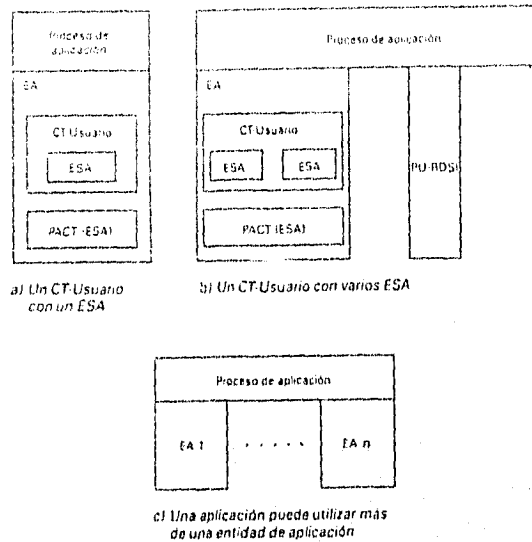 Proceso de
aplicación
EA
CT-Usuario
ESA
PACT (ESA)
a) Un CT-Usuario
con un ESA
Proceso de aplicación
EA
CT-Usuario
ESA ESA
PACT (ESA)
PU-RDSI
b) Un CT-Usuario con varios ESA
Proceso de aplicación
EA 1 . . . . . EA n
c) Una aplicación puede utilizar más
de una entidad de aplicación